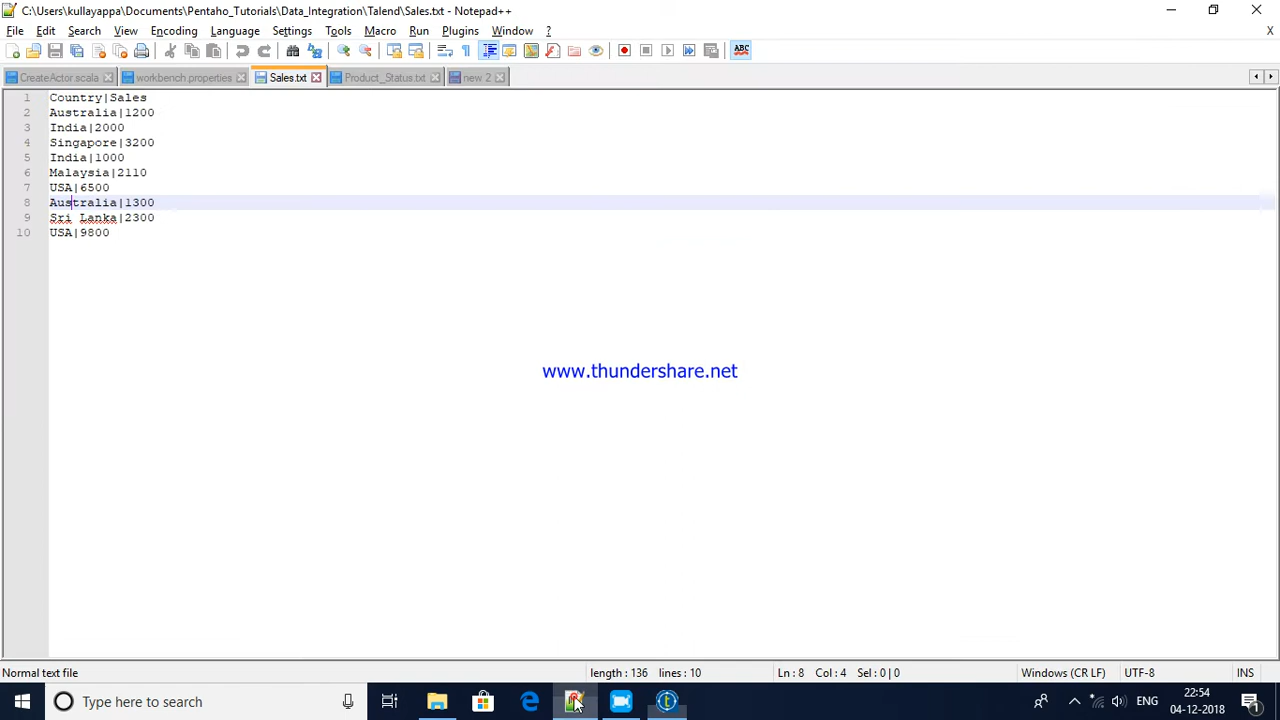 C:\Users\kullayappa\Documents\Pentaho_Tutorials\Data_Integration\Talend\Sales.txt - Notepad++
File Edit Search View Encoding Language Settings Tools Macro Run Plugins Window ? X
ABC
CreateActor.scala workbench.properties Sales.txt Product_Status.txt new 2
1 Country|Sales
2 Australia|1200
3 India|2000
4 Singapore|3200
5 India|1000
6 Malaysia|2110
7 USA|6500
8 Australia|1300
9 Sri Lanka|2300
10 USA|9800
www.thundershare.net
Normal text file length : 136 lines : 10 Ln : 8 Col : 4 Sel : 0 | 0 Windows (CR LF) UTF-8 INS
Type here to search ENG 22:54
04-12-2018 1